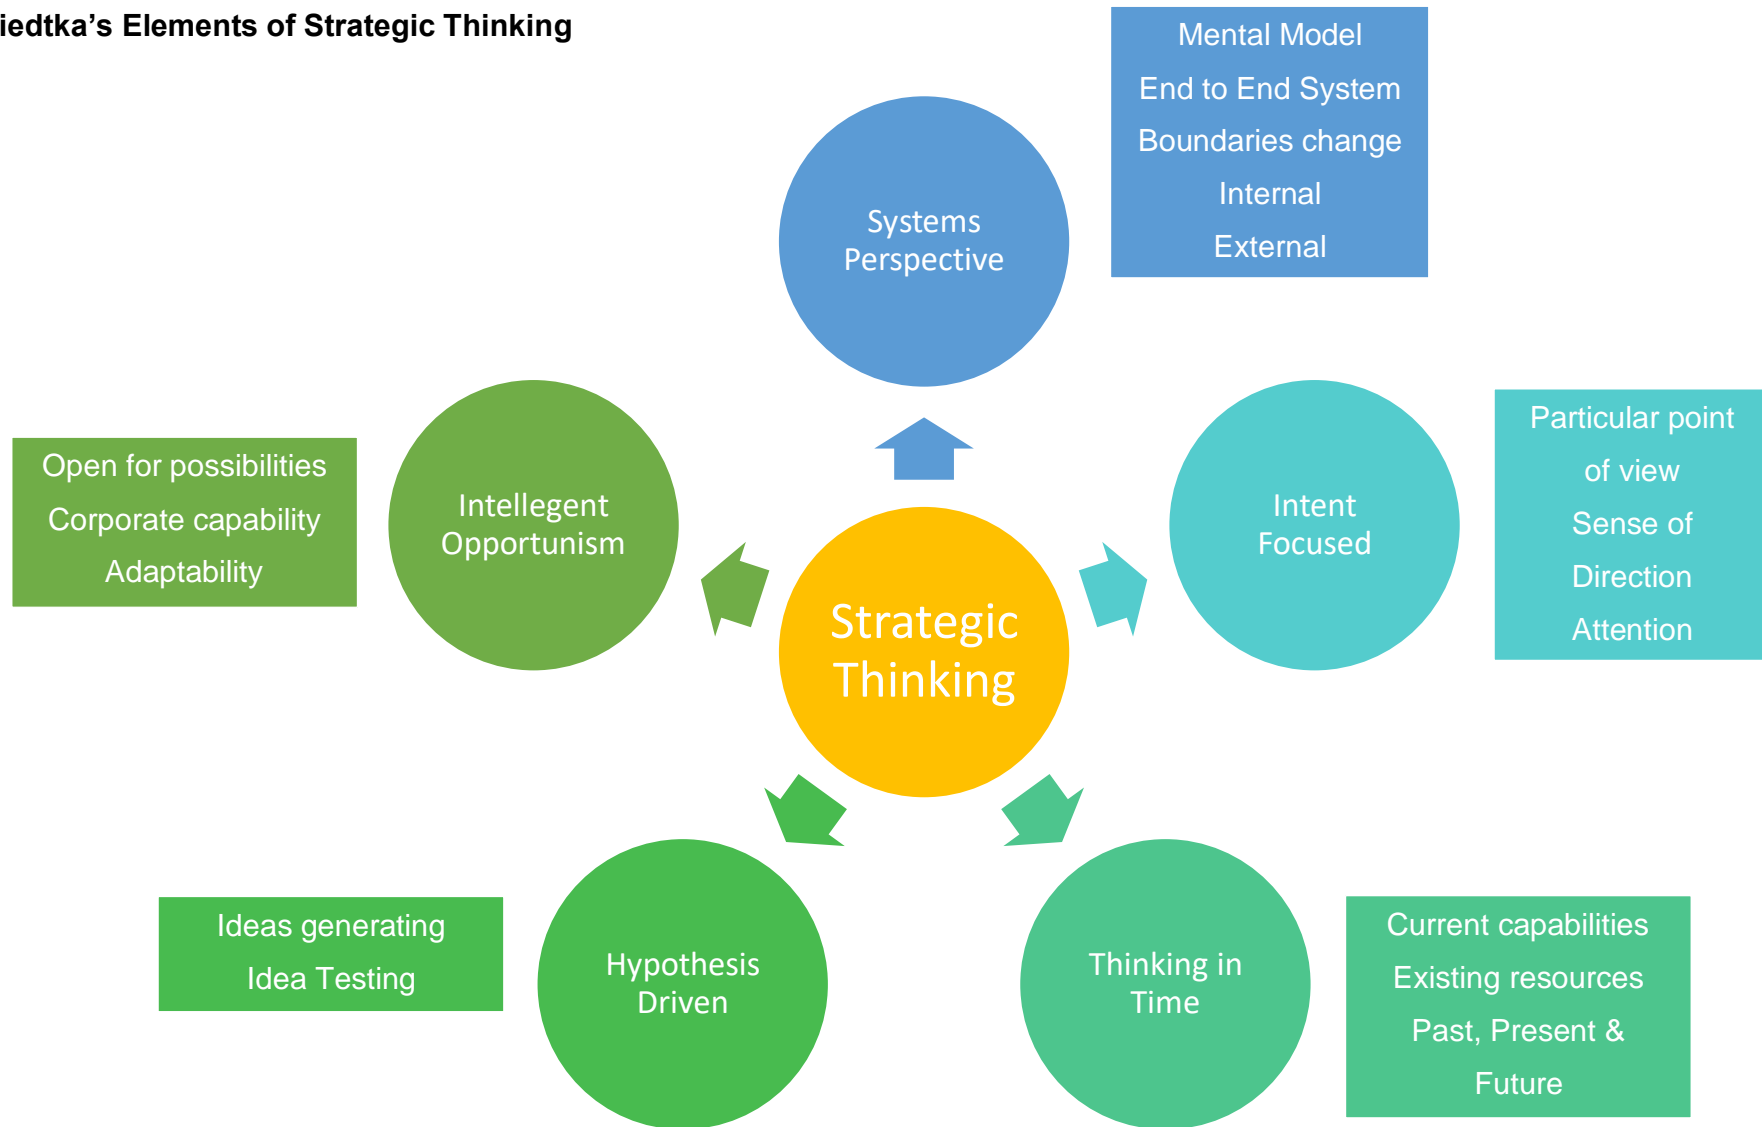 iedtka's Elements of Strategic Thinking
Mental Model
End to End System
Boundaries change
Internal
External
Systems
Perspective
Particular point
of view
Sense of
Direction
Attention
Intent
Focused
Open for possibilities
Corporate capability
Adaptability
Intellegent
Opportunism
Strategic
Thinking
Ideas generating
Idea Testing
Hypothesis
Driven
Thinking in
Time
Current capabilities
Existing resources
Past, Present &
Future